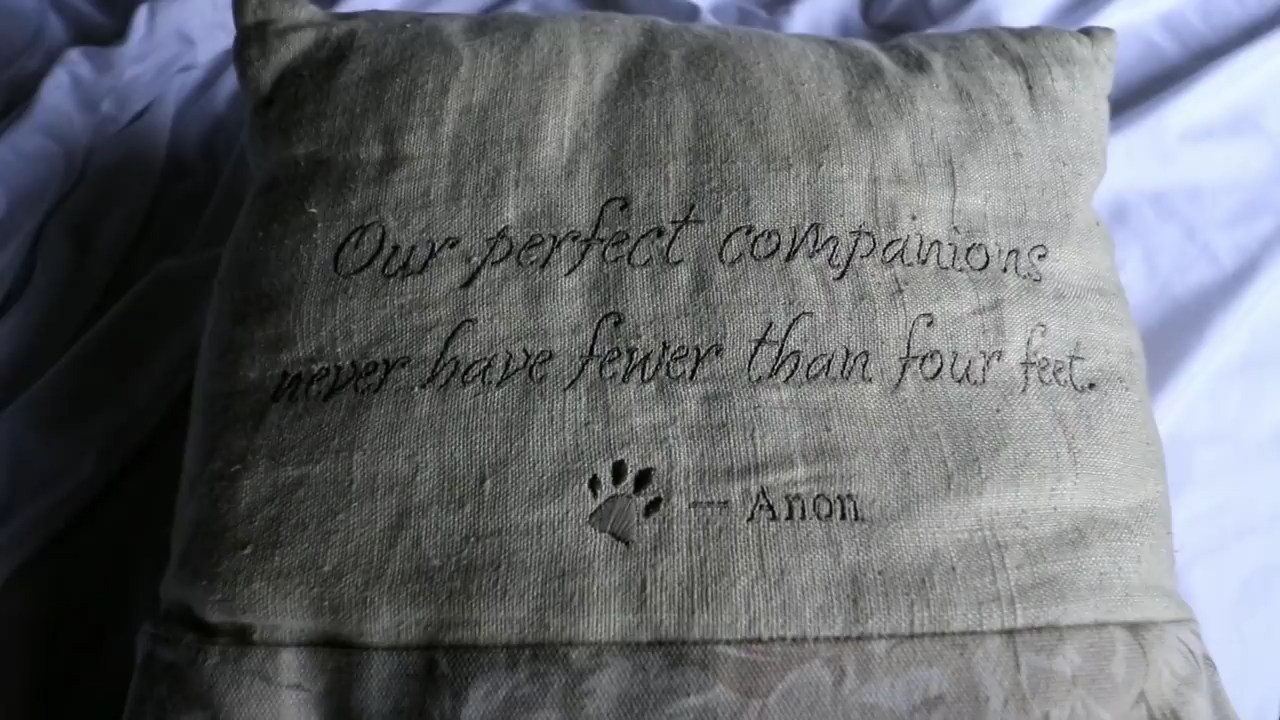 Our perfect companions
never have fewer than four feet.
— Anon